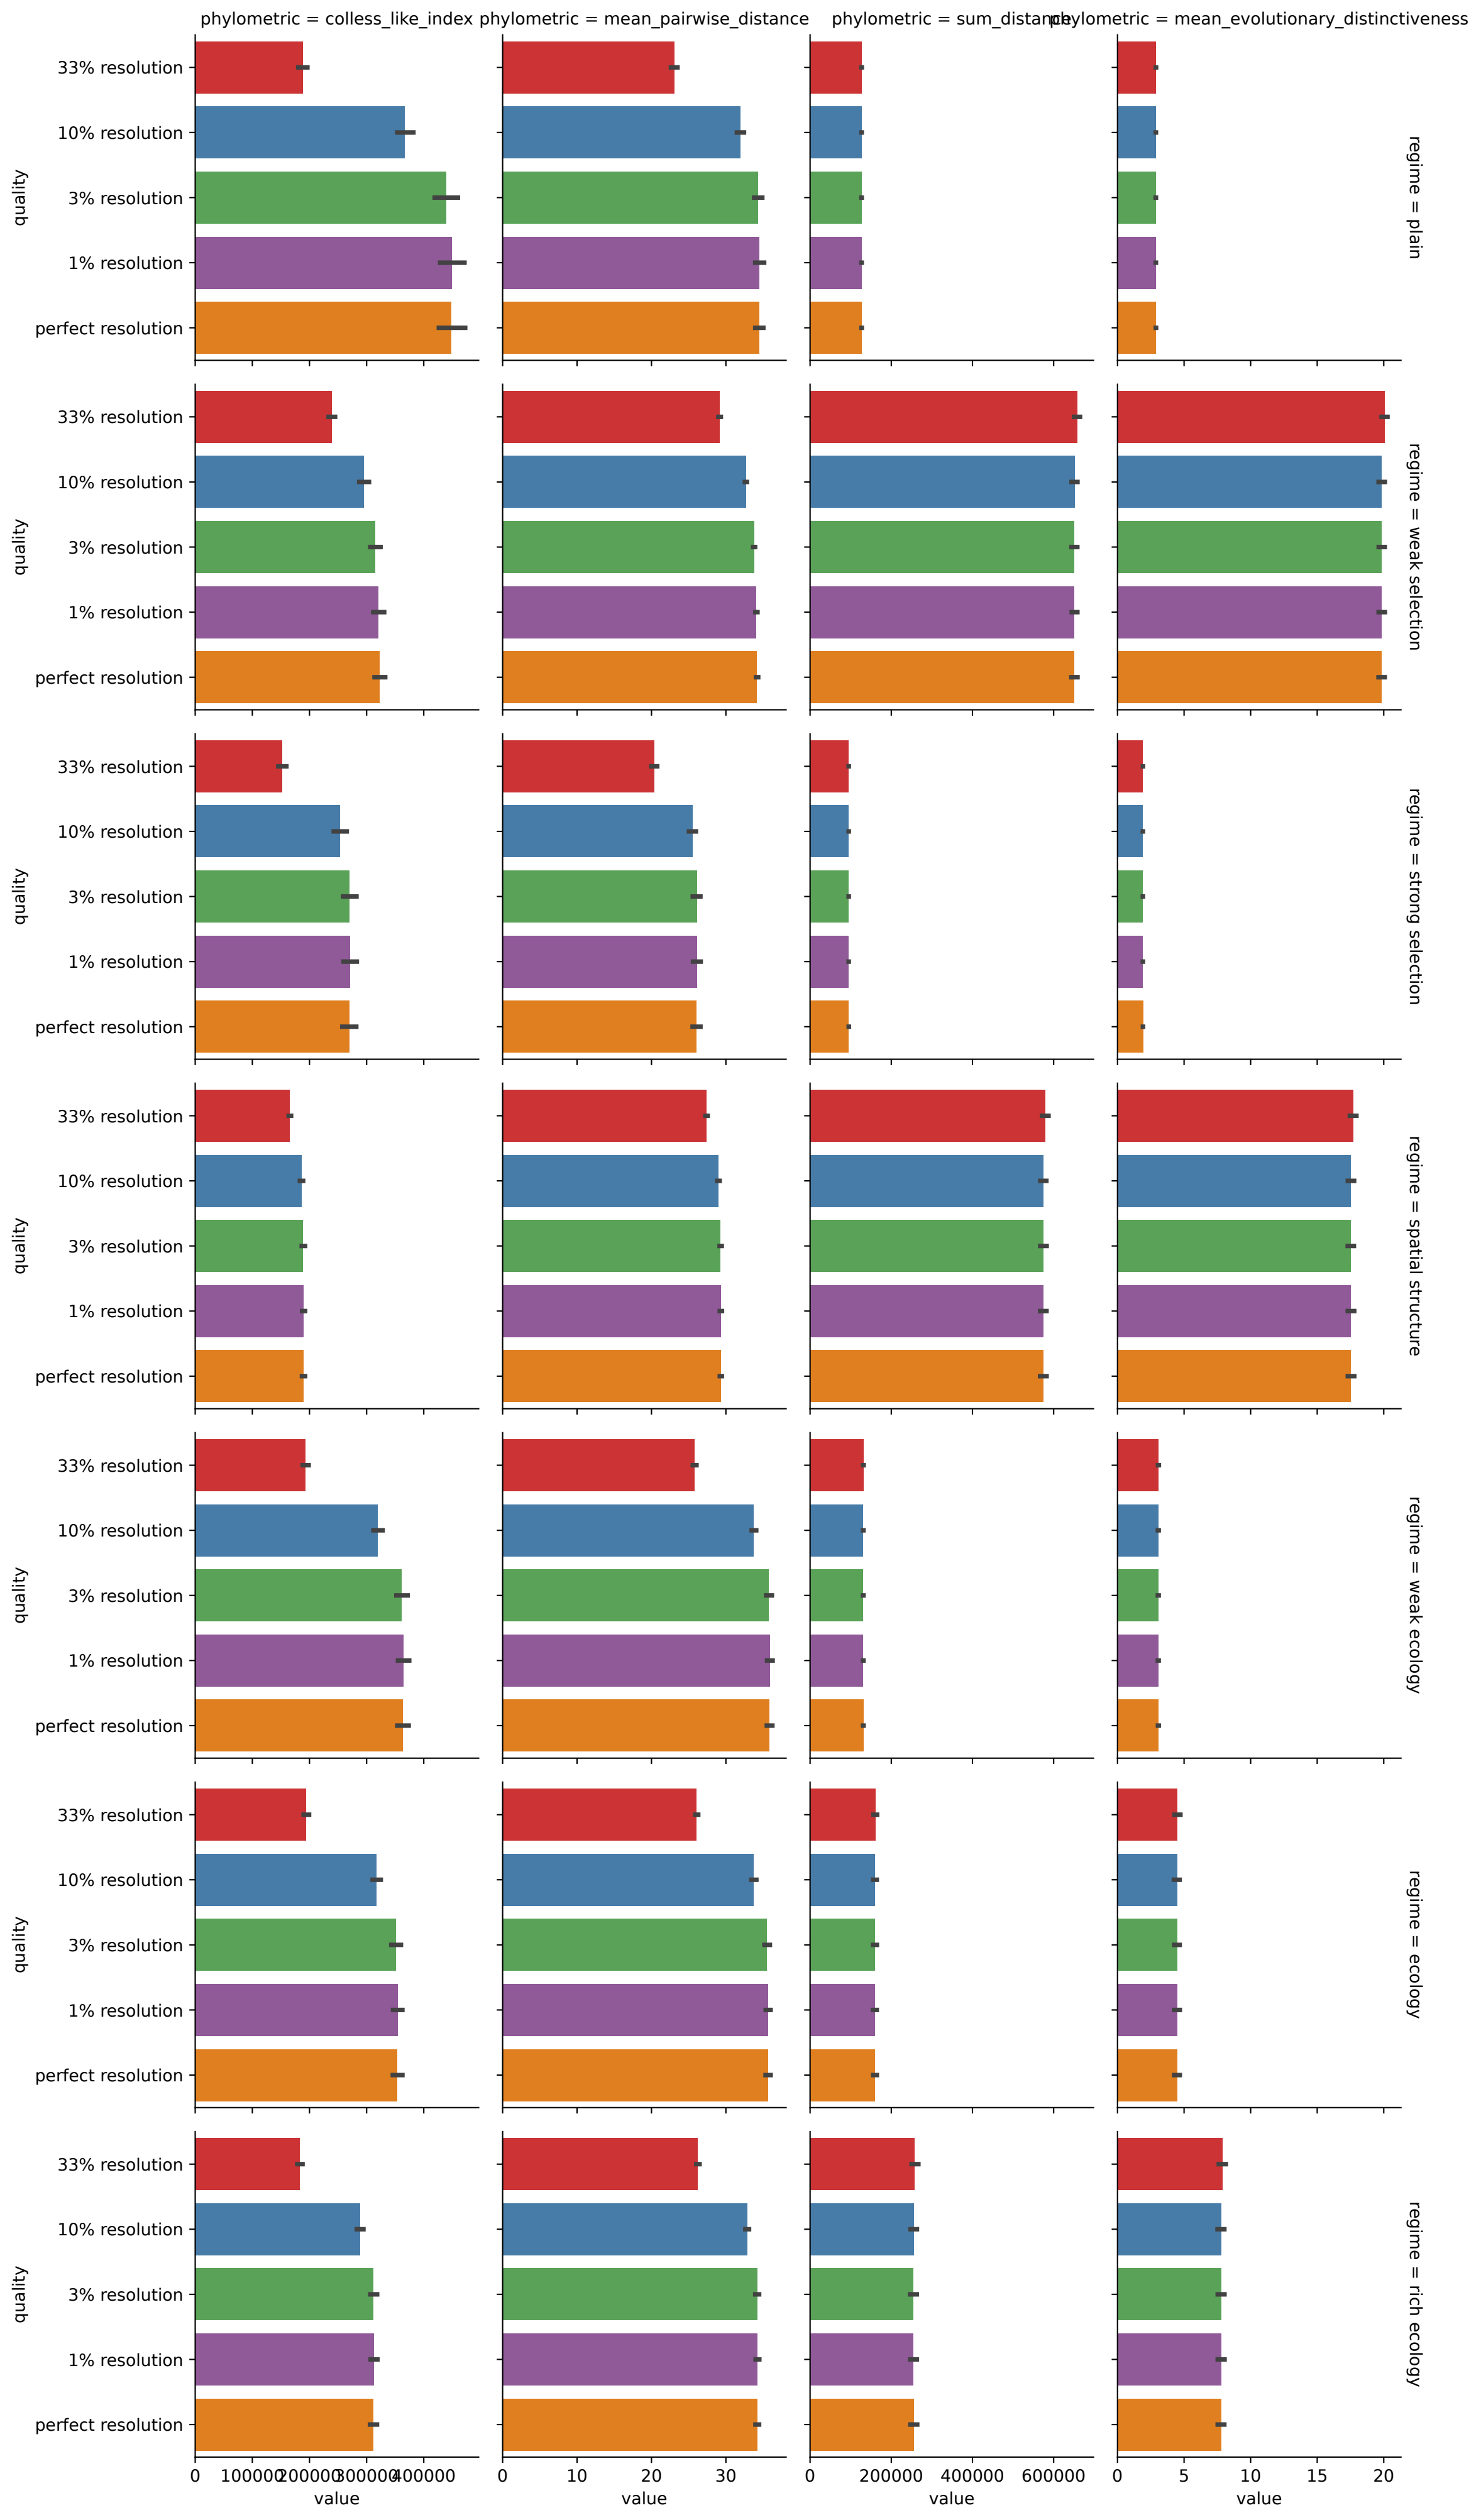 phylometric = colless_like_index
phylometric = mean_pairwise_distance
phylometric = sum_distance
phylometric = mean_evolutionary_distinctiveness
quality
33% resolution
10% resolution
3% resolution
1% resolution
perfect resolution
regime = plain
quality
33% resolution
10% resolution
3% resolution
1% resolution
perfect resolution
regime = weak selection
quality
33% resolution
10% resolution
3% resolution
1% resolution
perfect resolution
regime = strong selection
quality
33% resolution
10% resolution
3% resolution
1% resolution
perfect resolution
regime = spatial structure
quality
33% resolution
10% resolution
3% resolution
1% resolution
perfect resolution
regime = weak ecology
quality
33% resolution
10% resolution
3% resolution
1% resolution
perfect resolution
regime = ecology
quality
33% resolution
10% resolution
3% resolution
1% resolution
perfect resolution
regime = rich ecology
0 100000 200000 300000 400000
0 10 20 30
0 200000 400000 600000
0 5 10 15 20
value
value
value
value